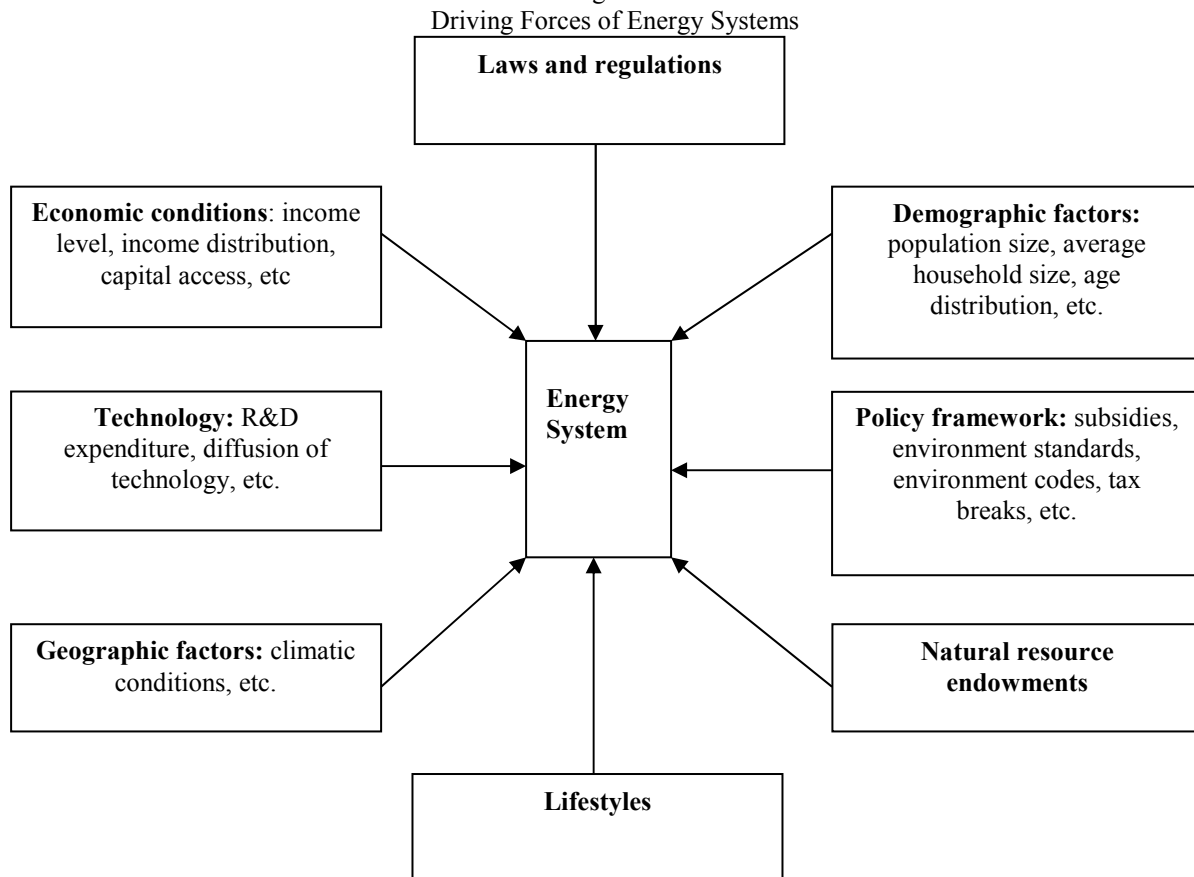 Driving Forces of Energy Systems
Laws and regulations
Economic conditions: income
level, income distribution,
capital access, etc
Demographic factors:
population size, average
household size, age
distribution, etc.
Energy
System
Technology: R&D
expenditure, diffusion of
technology, etc.
Policy framework: subsidies,
environment standards,
environment codes, tax
breaks, etc.
Geographic factors: climatic
conditions, etc.
Natural resource
endowments
Lifestyles